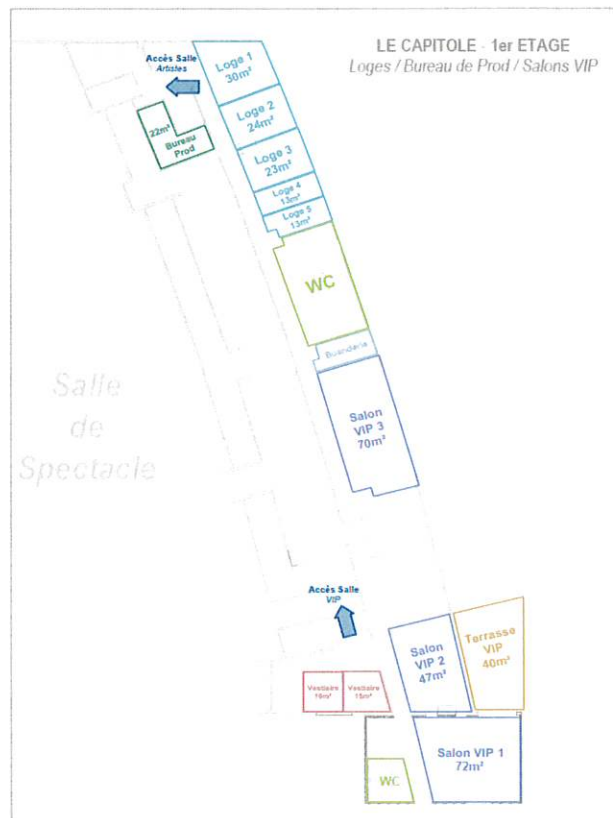 LE CAPITOLE - 1er ETAGE
Loges / Bureau de Prod / Salons VIP
Accès Salle
Artistes
Loge 1
30m²
22m²
Bureau
Prod
Loge 2
24m²
Loge 3
23m²
Loge 4
13m²
Loge 5
13m²
WC
Buanderie
Salle
de
Spectacle
Salon
VIP 3
70m²
Accès Salle
VIP
Salon
VIP 2
47m²
Terrasse
VIP
40m²
Vestiaire
16m²
Vestiaire
15m²
Salon VIP 1
72m²
WC